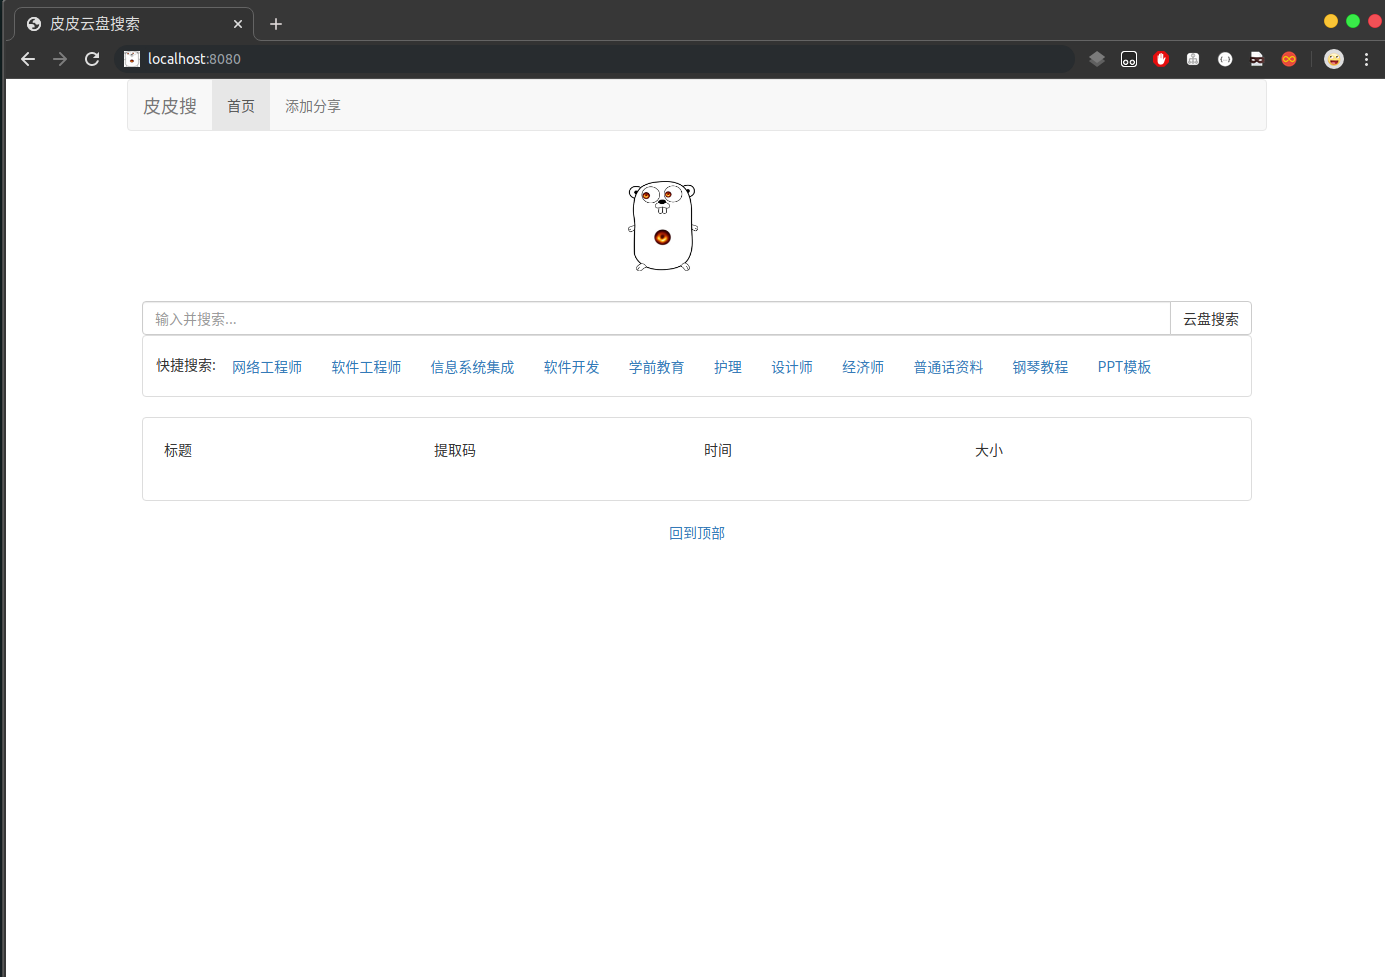 皮皮云盘搜索
localhost:8080
皮皮搜 首页 添加分享
输入并搜索... 云盘搜索
快捷搜索: 网络工程师 软件工程师 信息系统集成 软件开发 学前教育 护理 设计师 经济师 普通话资料 钢琴教程 PPT模板
标题 提取码 时间 大小
回到顶部